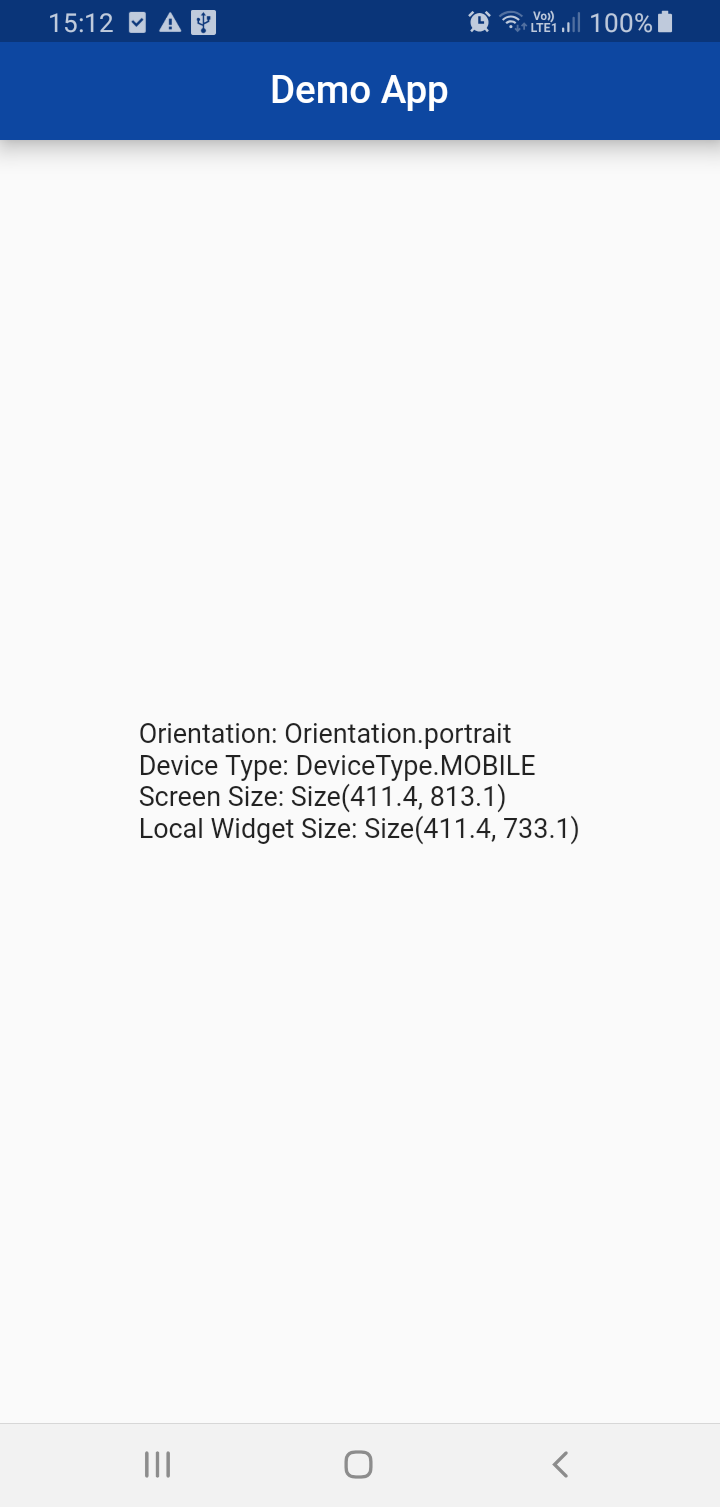 15:12
Vo))
LTE1
100%
Demo App
Orientation: Orientation.portrait
Device Type: DeviceType.MOBILE
Screen Size: Size(411.4, 813.1)
Local Widget Size: Size(411.4, 733.1)